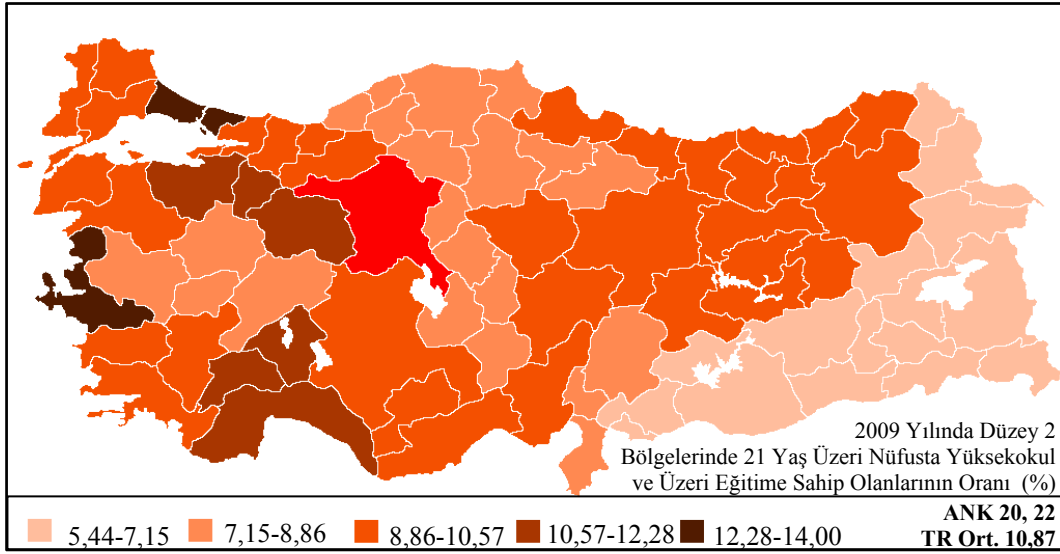 2009 Yılında Düzey 2
Bölgelerinde 21 Yaş Üzeri Nüfusta Yüksekokul
ve Üzeri Eğitime Sahip Olanlarının Oranı (%)
5,44-7,15 7,15-8,86 8,86-10,57 10,57-12,28 12,28-14,00
ANK 20, 22
TR Ort. 10,87